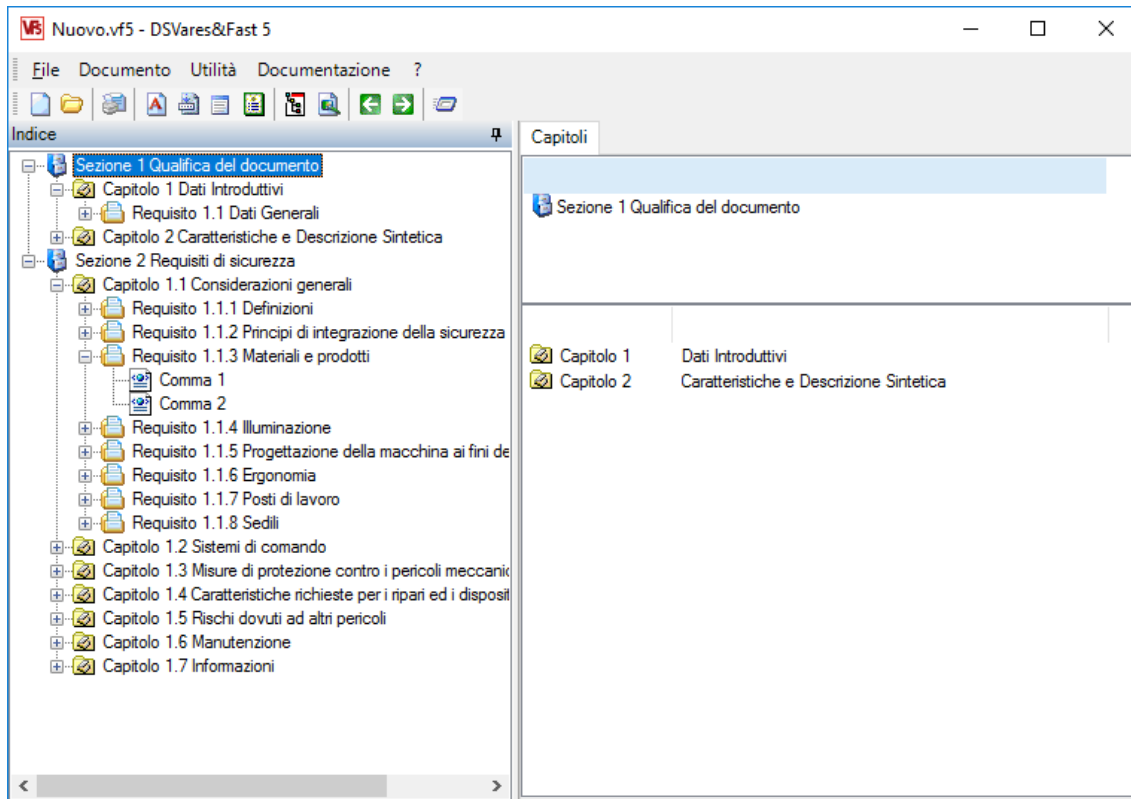 Nuovo.vf5 - DSVares&Fast 5
File Documento Utilità Documentazione ?
Indice
Sezione 1 Qualifica del documento
Capitolo 1 Dati Introduttivi
Requisito 1.1 Dati Generali
Capitolo 2 Caratteristiche e Descrizione Sintetica
Sezione 2 Requisiti di sicurezza
Capitolo 1.1 Considerazioni generali
Requisito 1.1.1 Definizioni
Requisito 1.1.2 Principi di integrazione della sicurezza
Requisito 1.1.3 Materiali e prodotti
Comma 1
Comma 2
Requisito 1.1.4 Illuminazione
Requisito 1.1.5 Progettazione della macchina ai fini de
Requisito 1.1.6 Ergonomia
Requisito 1.1.7 Posti di lavoro
Requisito 1.1.8 Sedili
Capitolo 1.2 Sistemi di comando
Capitolo 1.3 Misure di protezione contro i pericoli meccanic
Capitolo 1.4 Caratteristiche richieste per i ripari ed i disposit
Capitolo 1.5 Rischi dovuti ad altri pericoli
Capitolo 1.6 Manutenzione
Capitolo 1.7 Informazioni
Capitoli
Sezione 1 Qualifica del documento
Capitolo 1 Dati Introduttivi
Capitolo 2 Caratteristiche e Descrizione Sintetica